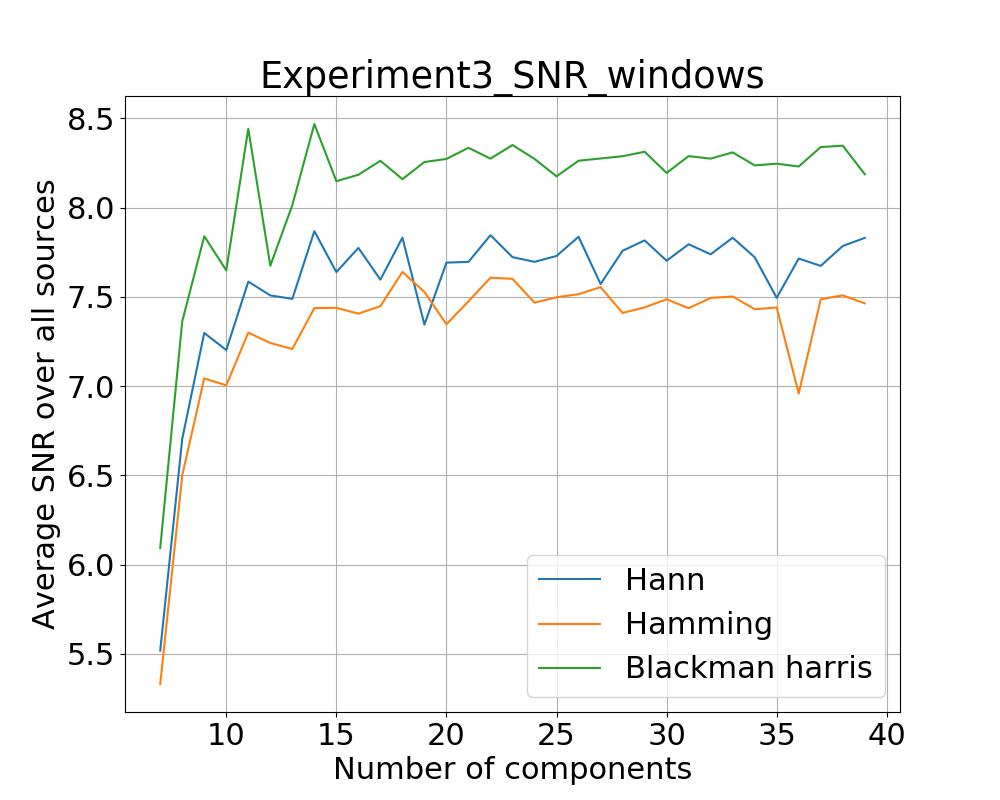 Experiment3_SNR_windows
8.5
8.0
7.5
7.0
6.5
6.0
5.5
Average SNR over all sources
Hann
Hamming
Blackman harris
10 15 20 25 30 35 40
Number of components